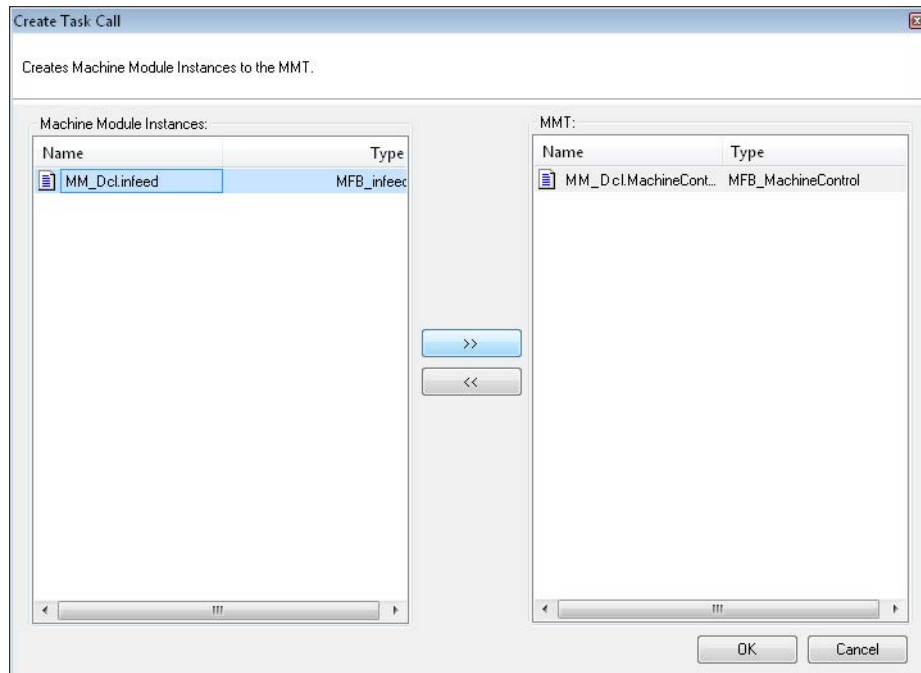 Create Task Call
Creates Machine Module Instances to the MMT.
Machine Module Instances:
Name Type
MM_Dcl.infeed MFB_infeed
MMT:
Name Type
MM_Dcl.MachineCont... MFB_MachineControl
>>
<<
OK Cancel